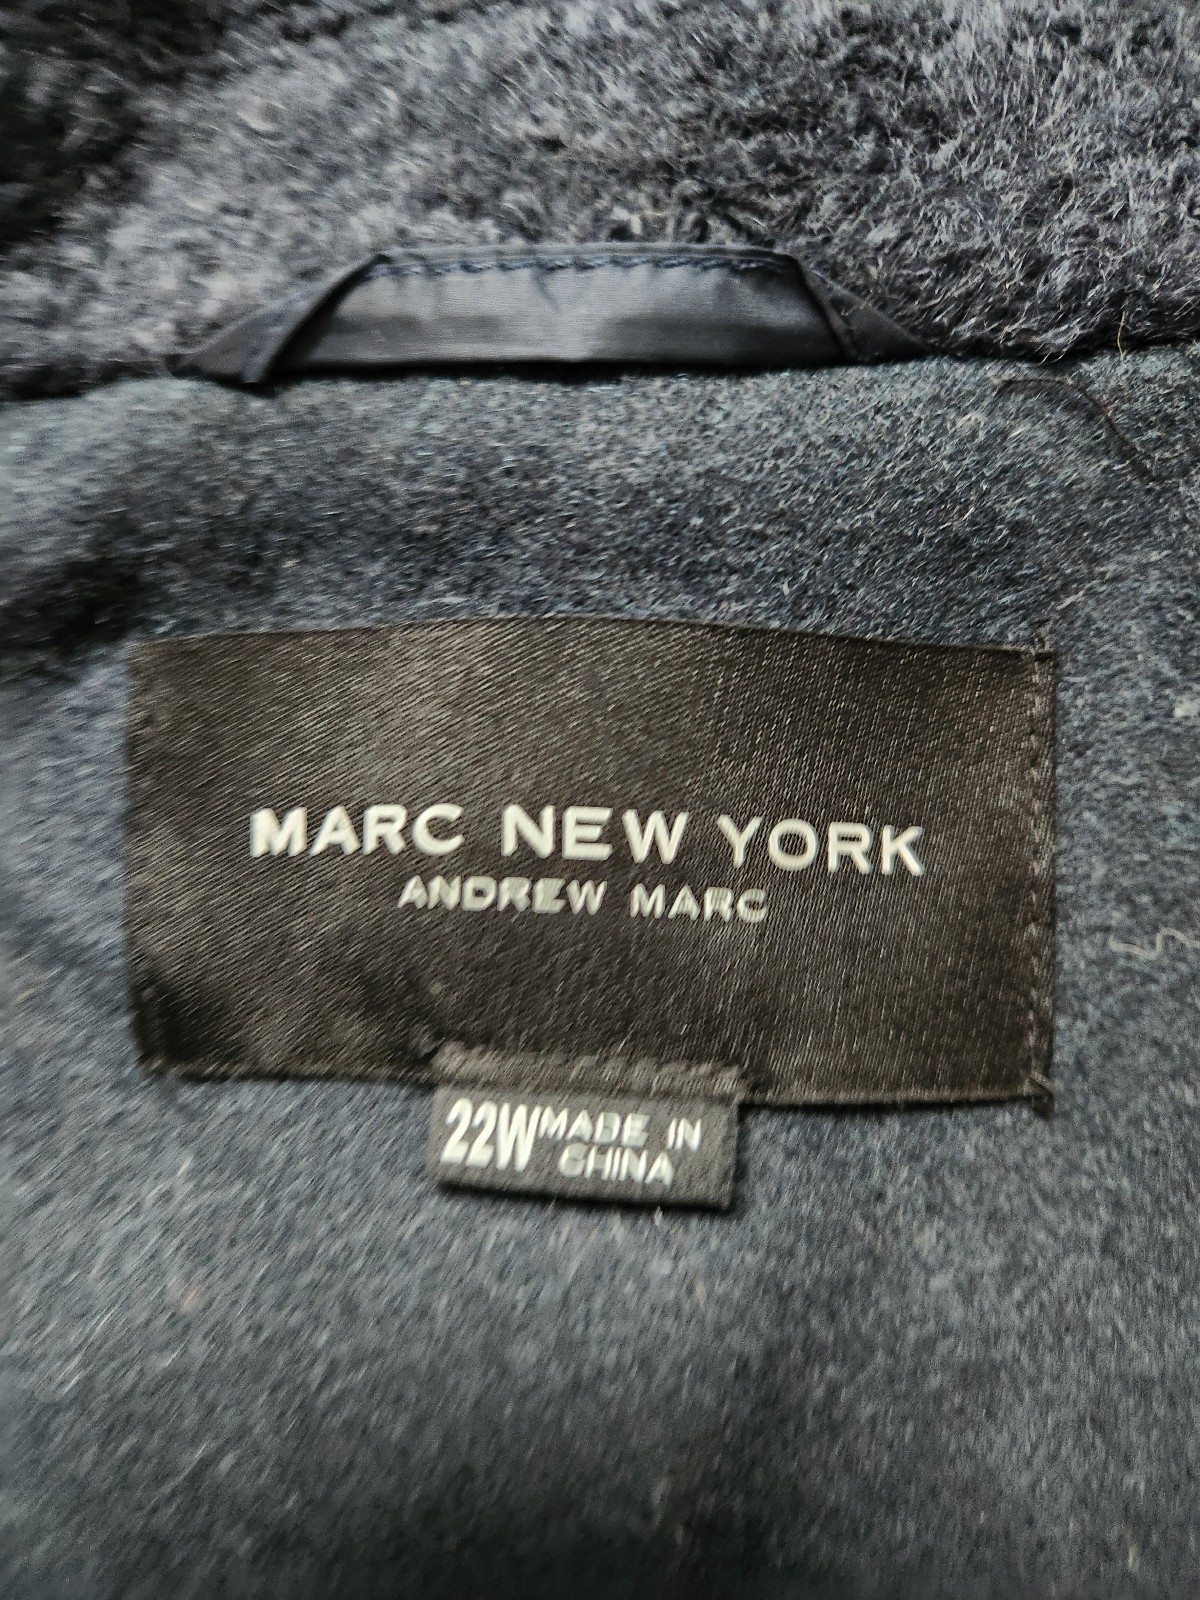 MARC NEW YORK
ANDREW MARC
22W MADE IN
CHINA